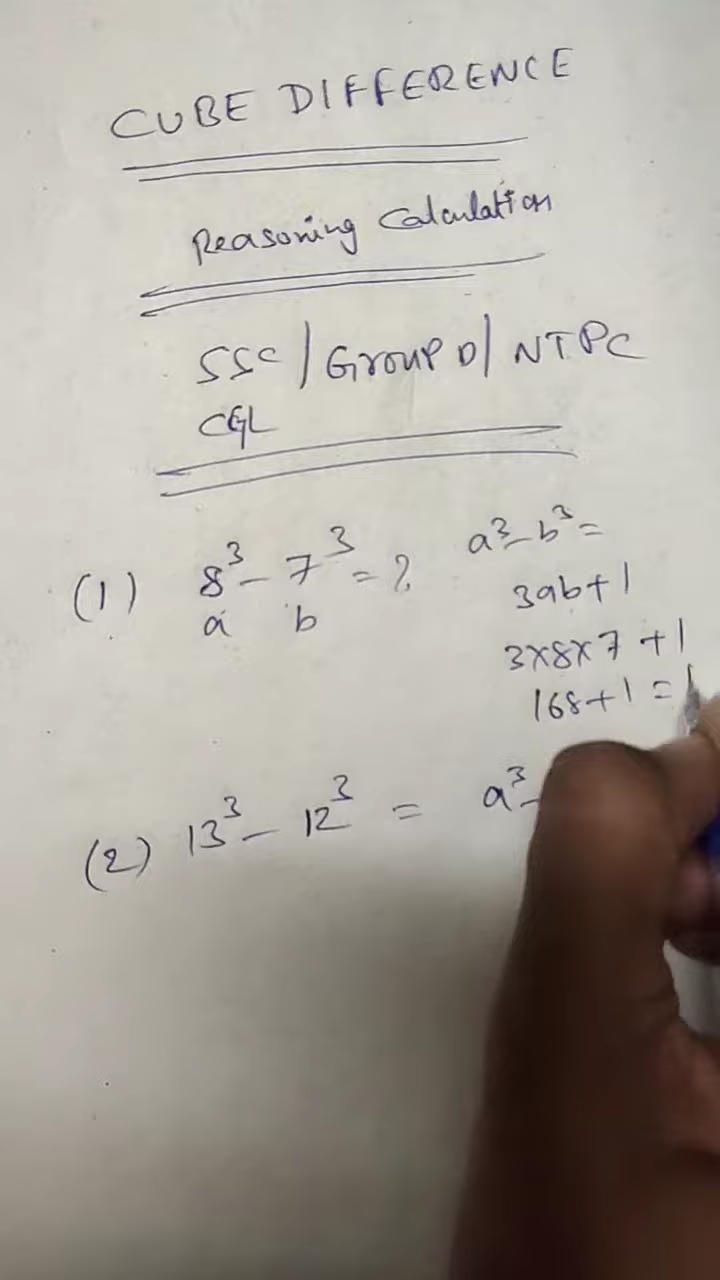 CUBE DIFFERENCE
Reasoning Calculation
SSC / Group D / NTPC
CGL
(1) 8³ - 7³ = ? a³ - b³ =
a b 3ab + 1
3×8×7 + 1
168 + 1 =
(2) 13³ - 12³ = a³ -